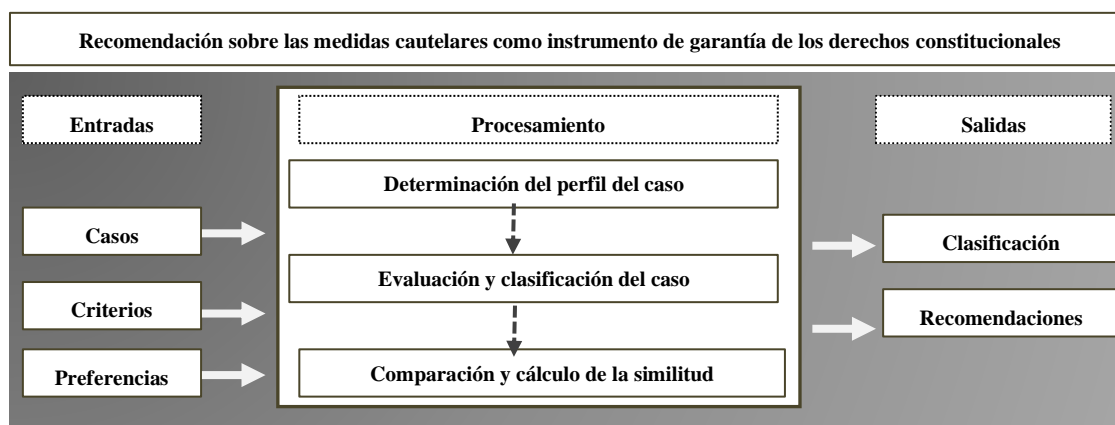 Recomendación sobre las medidas cautelares como instrumento de garantía de los derechos constitucionales
Entradas
Procesamiento
Salidas
Determinación del perfil del caso
Casos
Clasificación
Evaluación y clasificación del caso
Criterios
Recomendaciones
Preferencias
Comparación y cálculo de la similitud